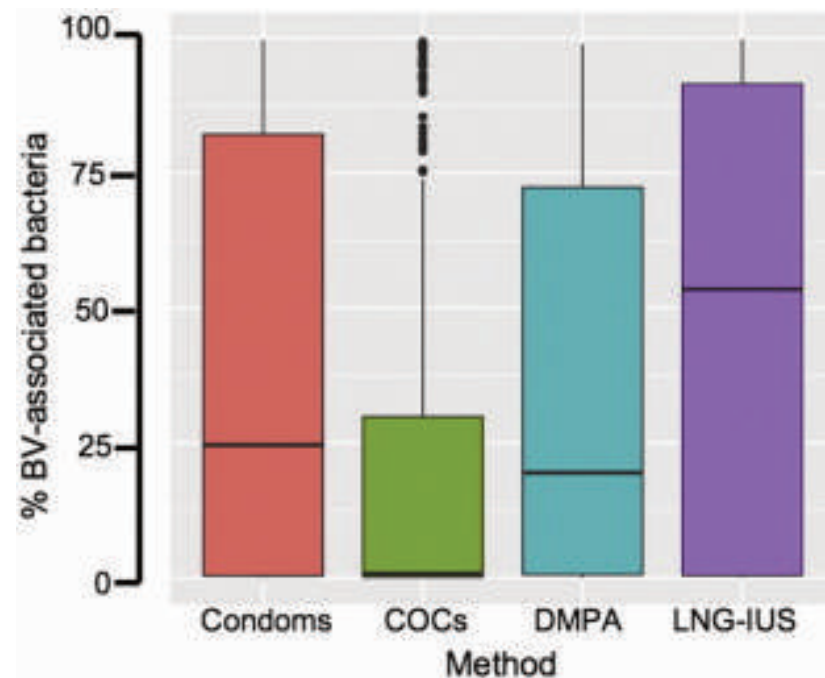 % BV-associated bacteria
100
75
50
25
0
Condoms COCs DMPA LNG-IUS
Method